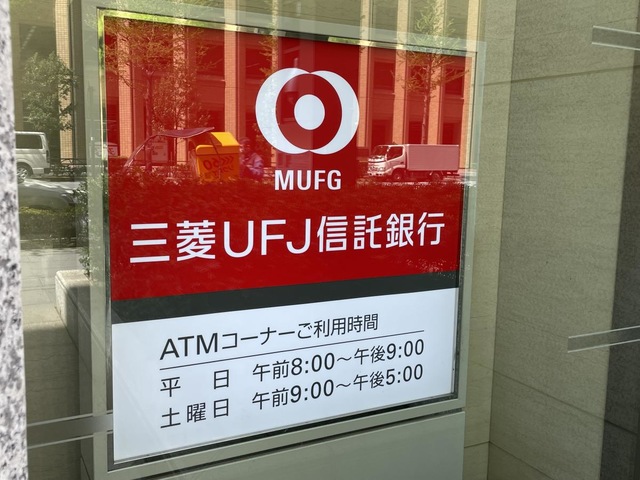 MUFG
三菱UFJ信託銀行
ATMコーナーご利用時間
平 日 午前8:00～午後9:00
土曜日 午前9:00～午後5:00